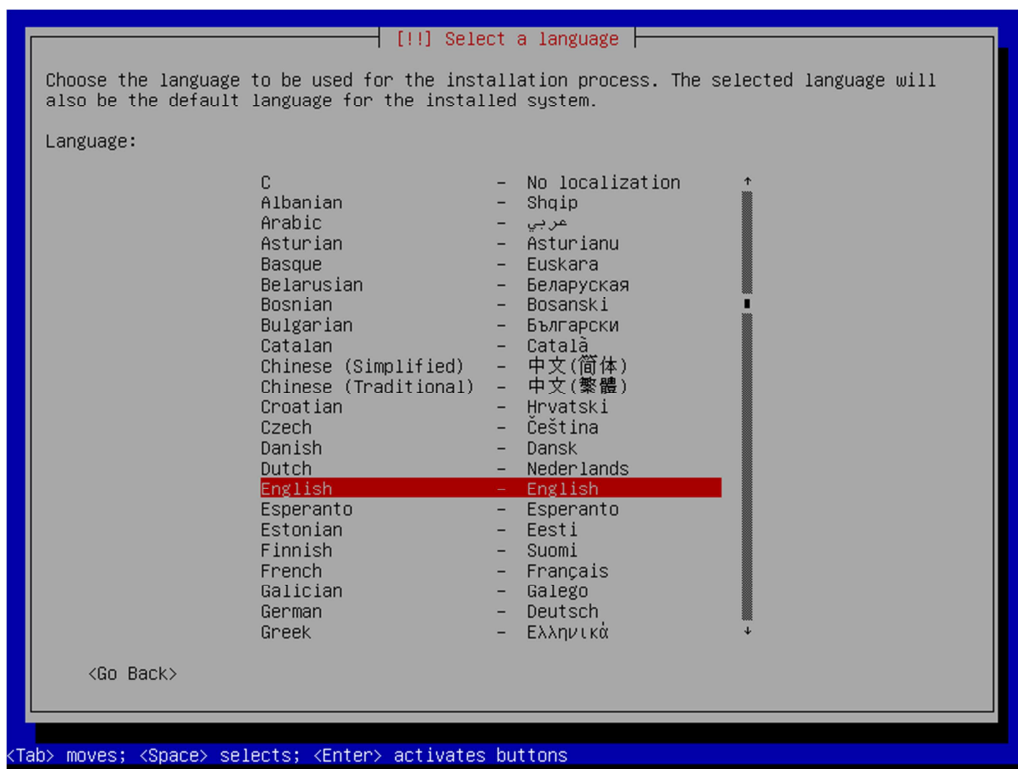 [!!] Select a language
Choose the language to be used for the installation process. The selected language will
also be the default language for the installed system.
Language:
C - No localization
Albanian - Shqip
Arabic - عربي
Asturian - Asturianu
Basque - Euskara
Belarusian - Беларуская
Bosnian - Bosanski
Bulgarian - Български
Catalan - Català
Chinese (Simplified) - 中文(简体)
Chinese (Traditional) - 中文(繁體)
Croatian - Hrvatski
Czech - Čeština
Danish - Dansk
Dutch - Nederlands
English - English
Esperanto - Esperanto
Estonian - Eesti
Finnish - Suomi
French - Français
Galician - Galego
German - Deutsch
Greek - Ελληνικά
<Go Back>
<Tab> moves; <Space> selects; <Enter> activates buttons